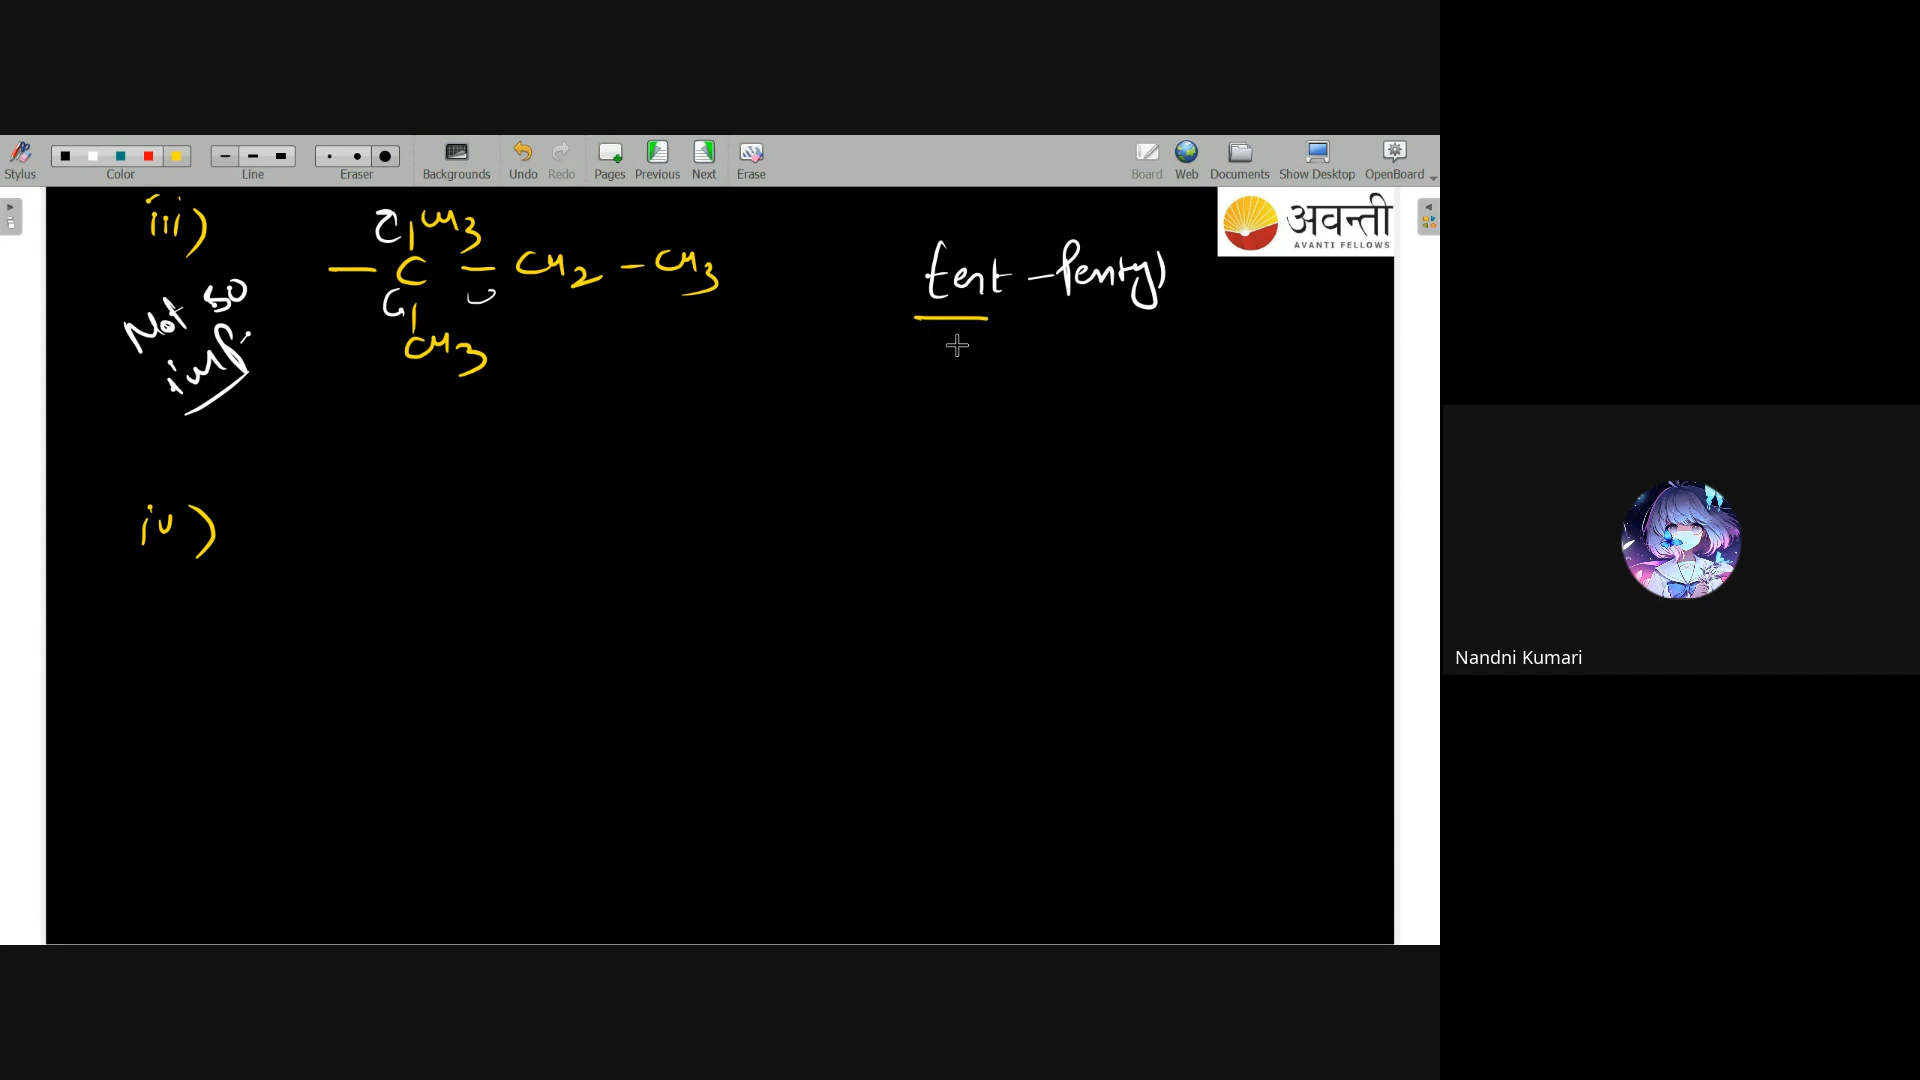 Stylus Color Line Eraser Backgrounds Undo Redo Pages Previous Next Erase Board Web Documents Show Desktop OpenBoard
अवन्ती
AVANTI FELLOWS
iii)
CH3
— C — CH2 – CH3
CH3
tert – Pentyl
Not so
imp.
iv)
Nandni Kumari